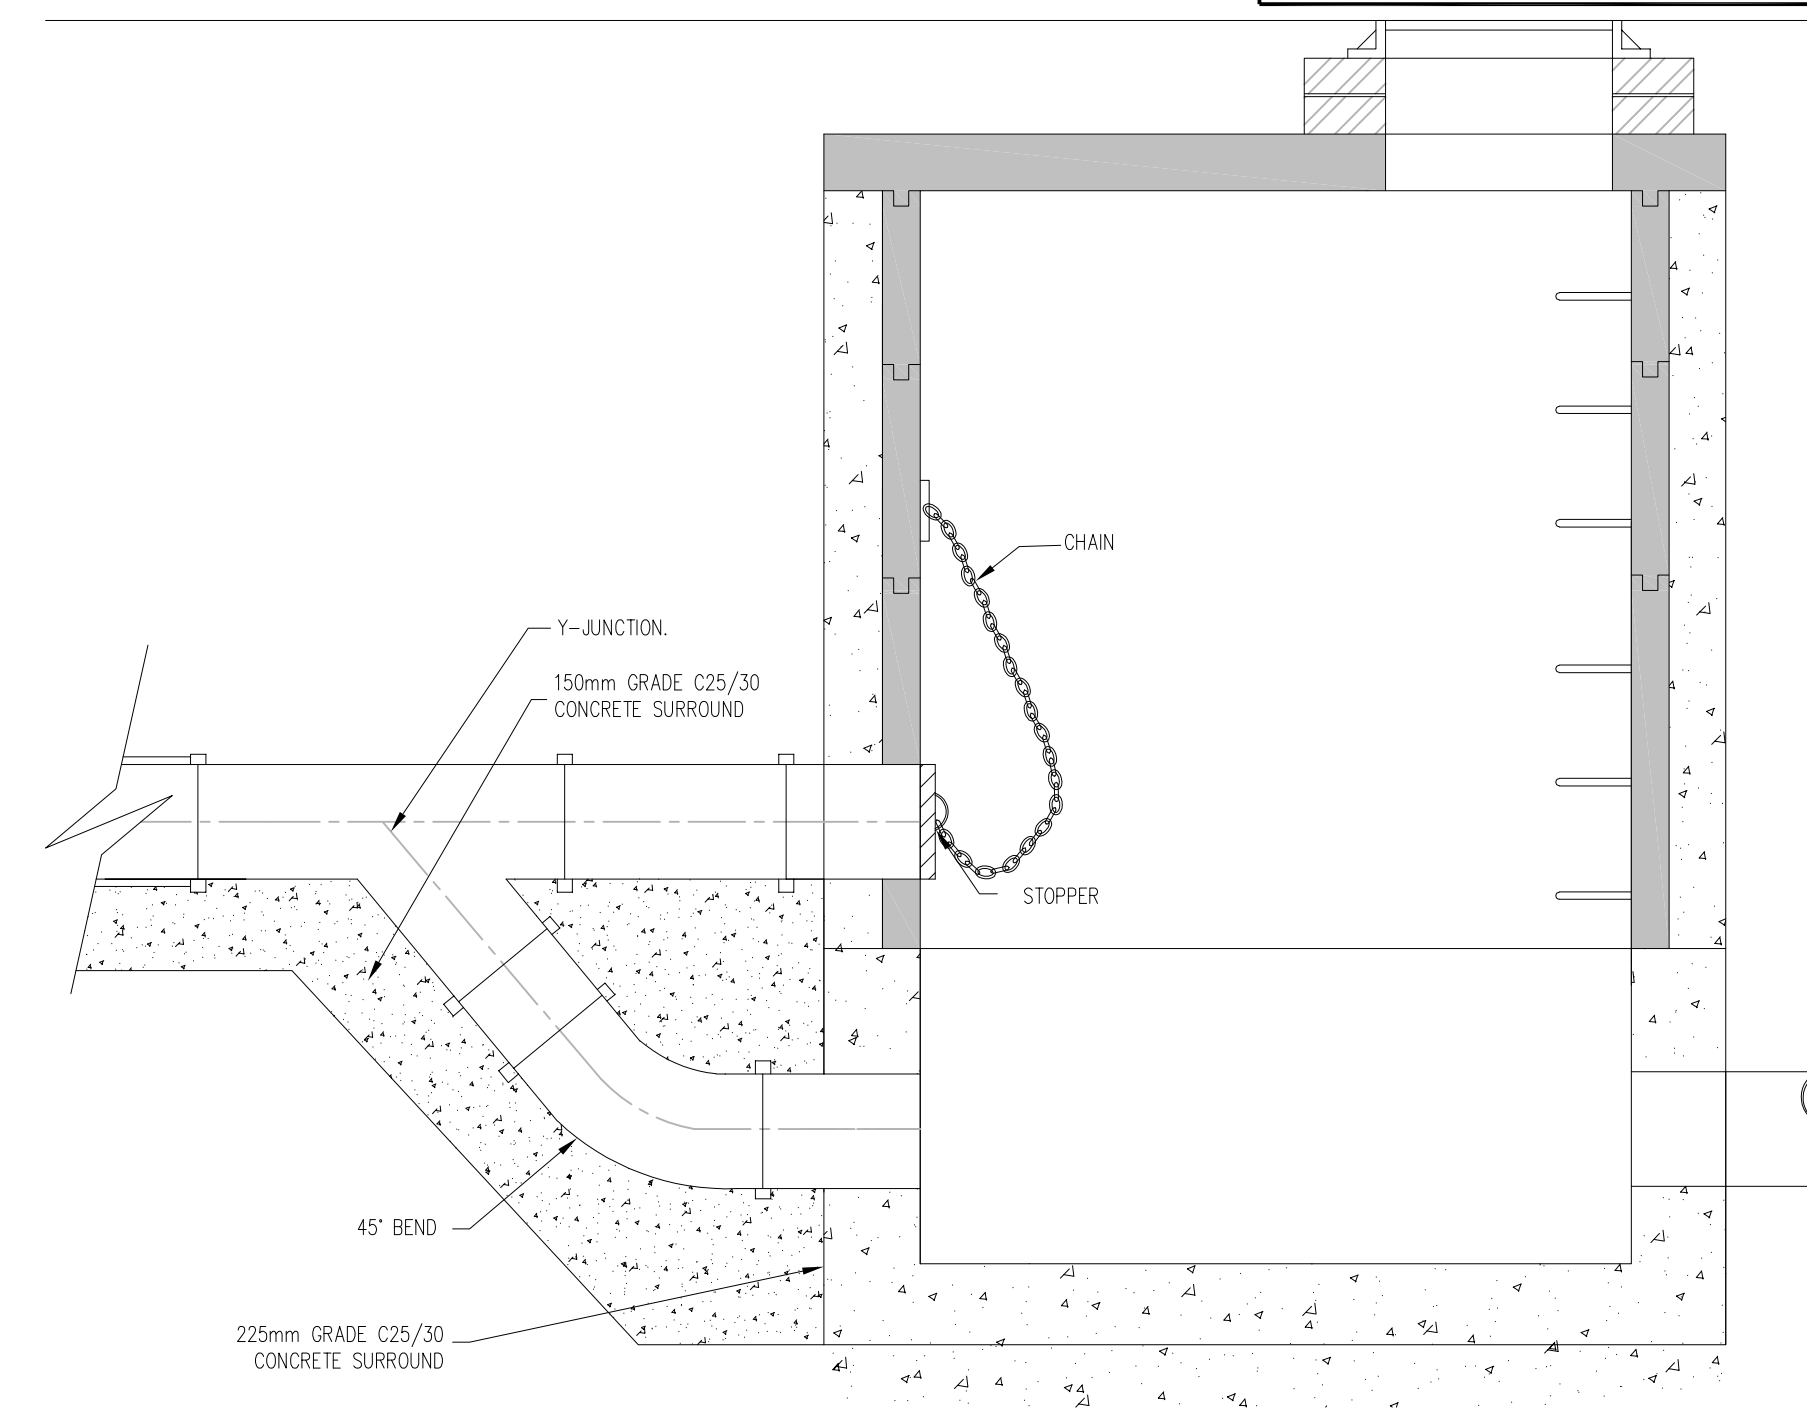 CHAIN
Y-JUNCTION.
150mm GRADE C25/30
CONCRETE SURROUND
STOPPER
45° BEND
225mm GRADE C25/30
CONCRETE SURROUND